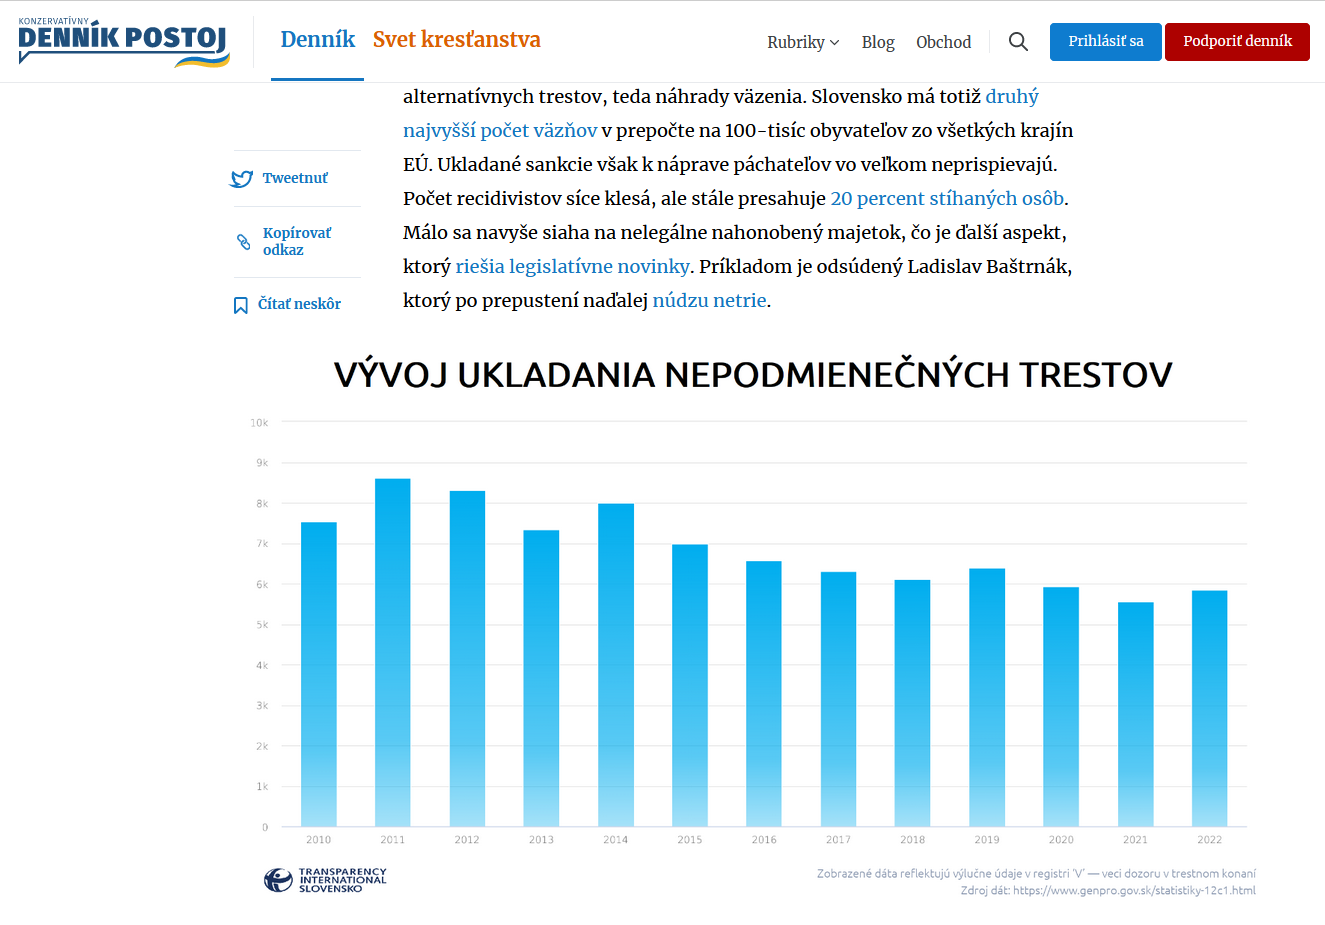 KONZERVATÍVNY
DENNÍK POSTOJ
Denník
Svet kresťanstva
Rubriky
Blog
Obchod
Prihlásiť sa
Podporiť denník
alternatívnych trestov, teda náhrady väzenia. Slovensko má totiž druhý
najvyšší počet väzňov v prepočte na 100-tisíc obyvateľov zo všetkých krajín
EÚ. Ukladané sankcie však k náprave páchateľov vo veľkom neprispievajú.
Počet recidivistov síce klesá, ale stále presahuje 20 percent stíhaných osôb.
Málo sa navyše siaha na nelegálne nahonobený majetok, čo je ďalší aspekt,
ktorý riešia legislatívne novinky. Príkladom je odsúdený Ladislav Baštrnák,
ktorý po prepustení naďalej núdzu netrie.
Tweetnuť
Kopírovať
odkaz
Čítať neskôr
VÝVOJ UKLADANIA NEPODMIENEČNÝCH TRESTOV
10k
9k
8k
7k
6k
5k
4k
3k
2k
1k
0
2010 2011 2012 2013 2014 2015 2016 2017 2018 2019 2020 2021 2022
TRANSPARENCY
INTERNATIONAL
SLOVENSKO
Zobrazené dáta reflektujú výlučne údaje v registri 'V' — veci dozoru v trestnom konaní
Zdroj dát: https://www.genpro.gov.sk/statistiky-12c1.html